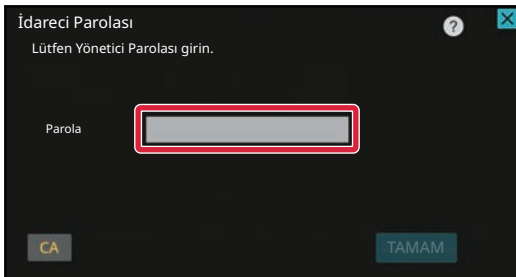 İdareci Parolası
?
Lütfen Yönetici Parolası girin.
Parola
CA
TAMAM